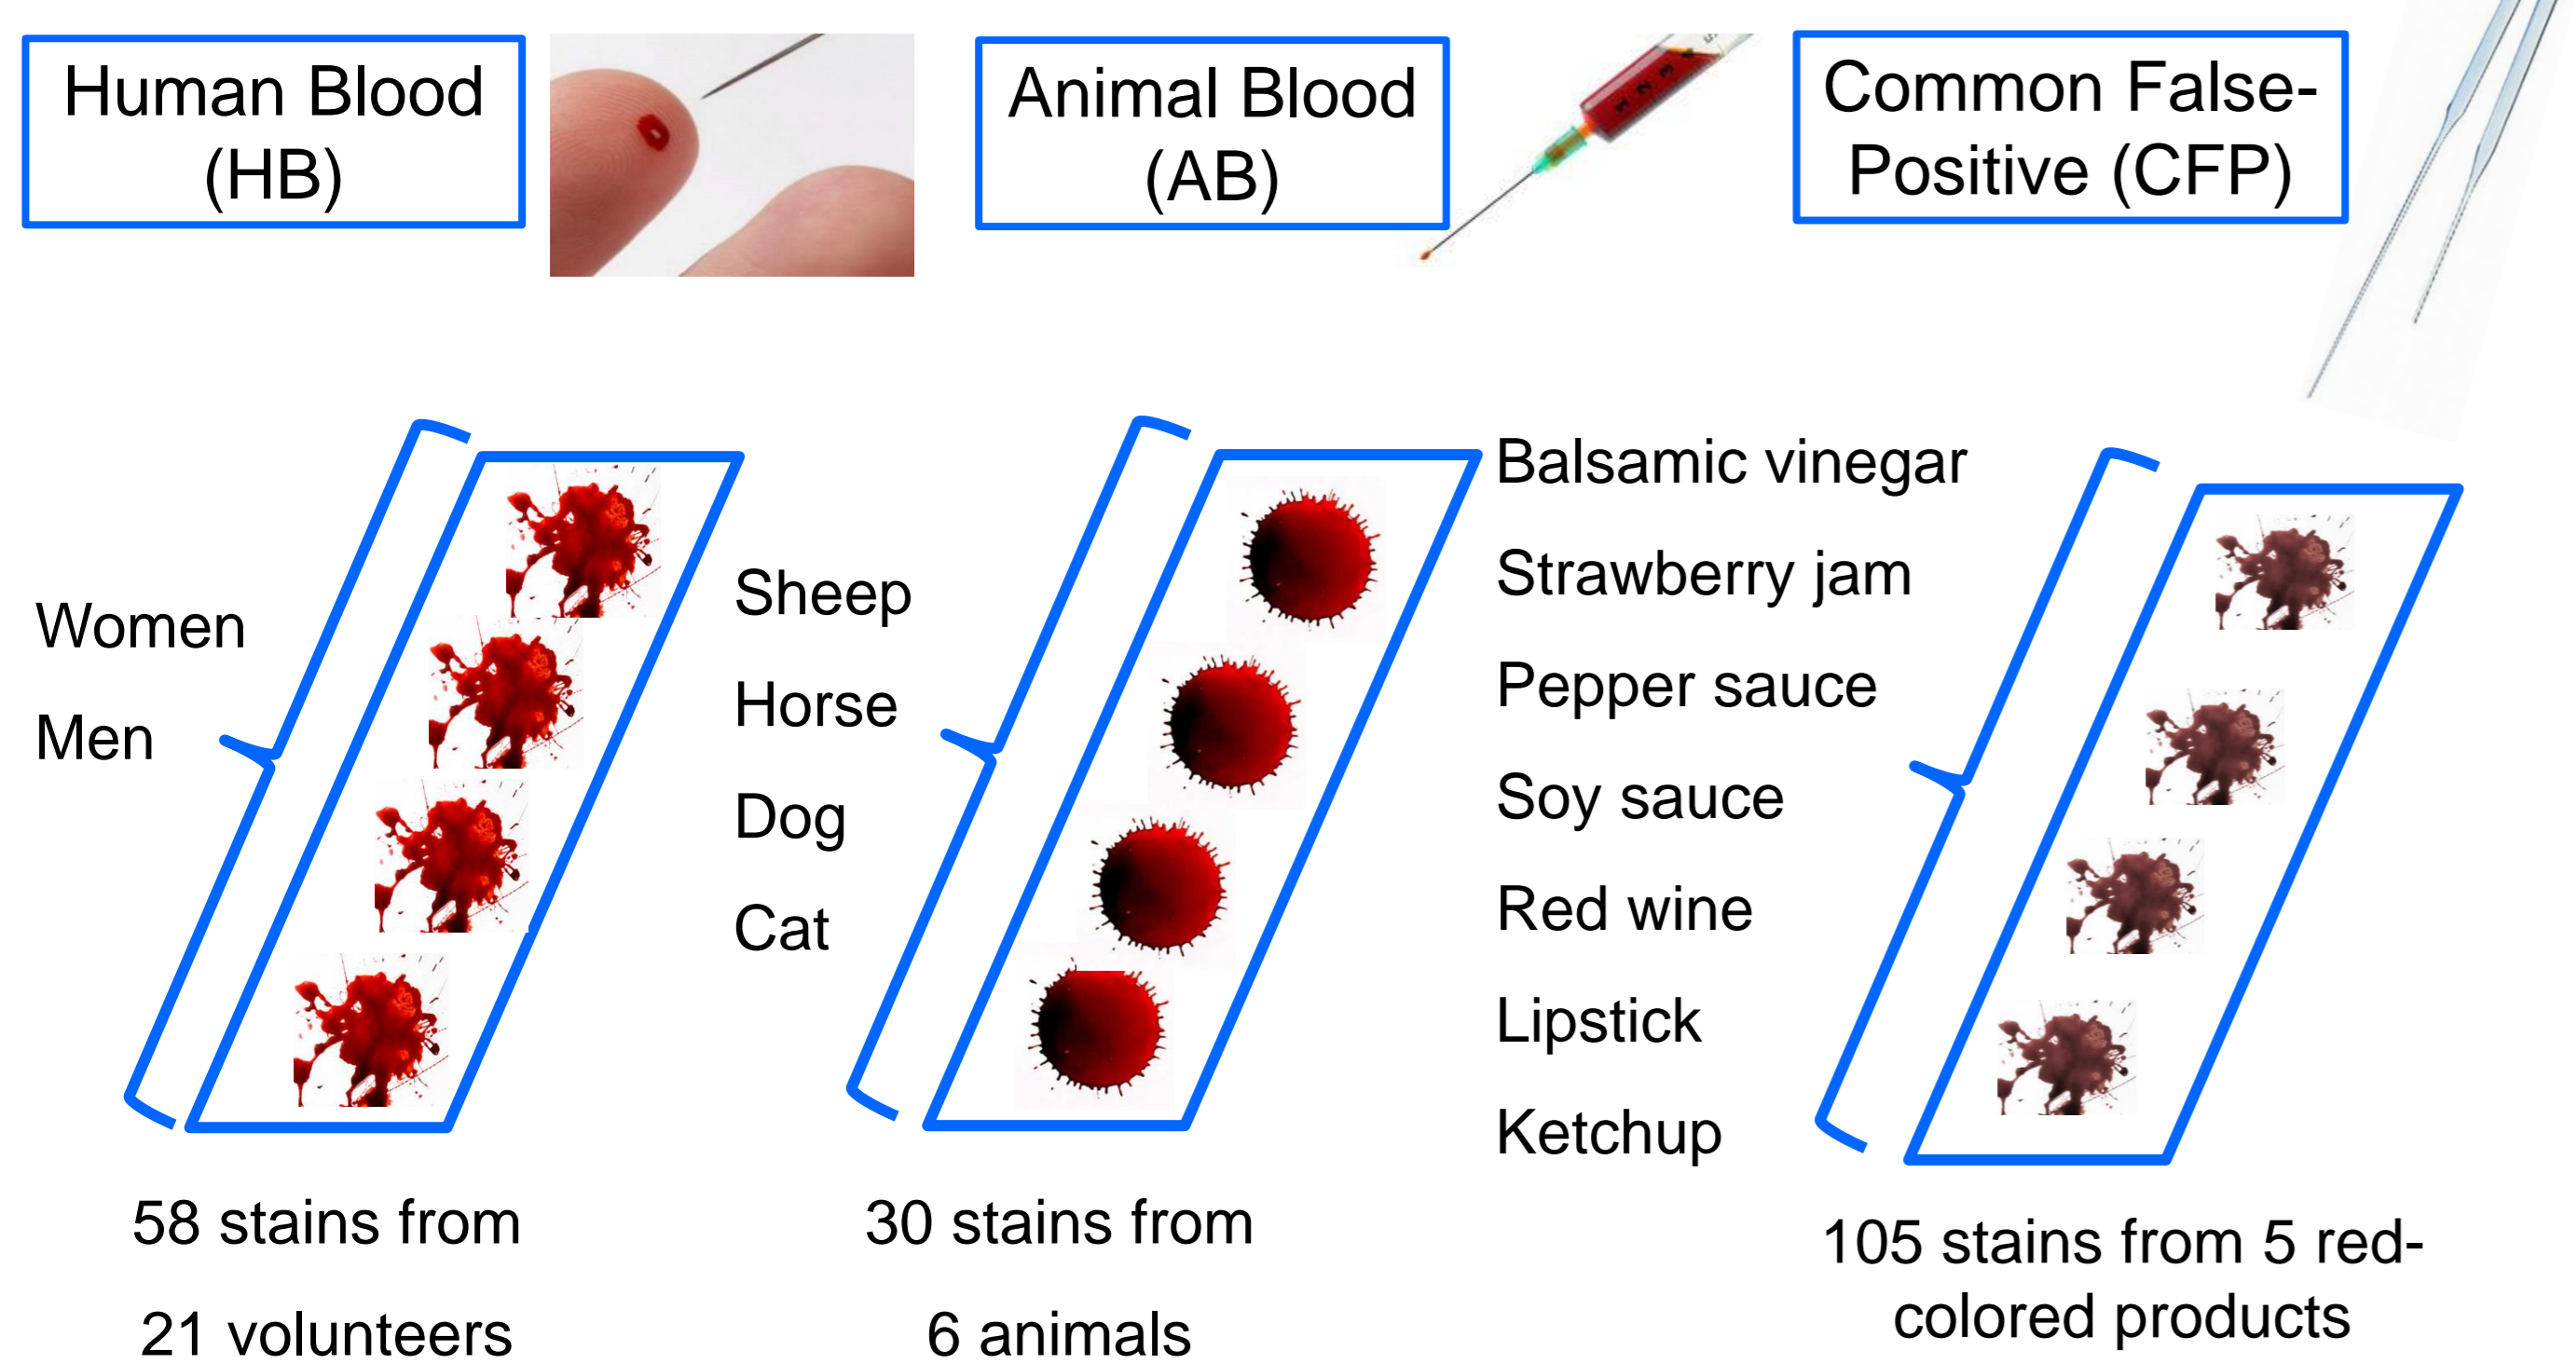 Human Blood
(HB)
Animal Blood
(AB)
Common False-
Positive (CFP)
Women
Men
58 stains from
21 volunteers
Sheep
Horse
Dog
Cat
30 stains from
6 animals
Balsamic vinegar
Strawberry jam
Pepper sauce
Soy sauce
Red wine
Lipstick
Ketchup
105 stains from 5 red-
colored products